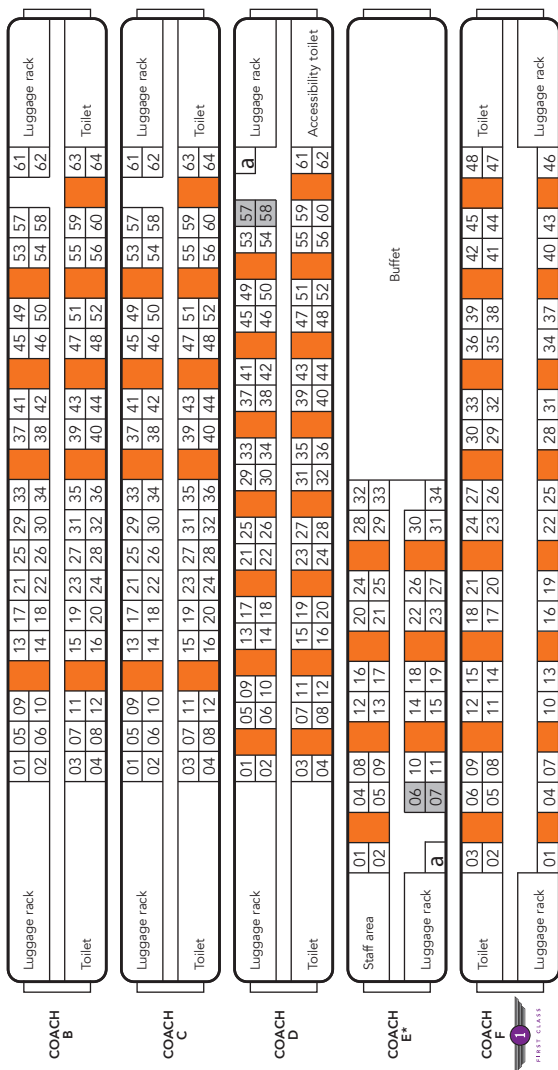 COACH
B
Luggage rack
01 05 09 13 17 21 25 29 33 37 41 45 49 53 57 61
02 06 10 14 18 22 26 30 34 38 42 46 50 54 58 62
Luggage rack
Toilet
03 07 11 15 19 23 27 31 35 39 43 47 51 55 59 63
04 08 12 16 20 24 28 32 36 40 44 48 52 56 60 64
Toilet
COACH
C
Luggage rack
01 05 09 13 17 21 25 29 33 37 41 45 49 53 57 61
02 06 10 14 18 22 26 30 34 38 42 46 50 54 58 62
Luggage rack
Toilet
03 07 11 15 19 23 27 31 35 39 43 47 51 55 59 63
04 08 12 16 20 24 28 32 36 40 44 48 52 56 60 64
Toilet
COACH
D
Luggage rack
01 05 09 13 17 21 25 29 33 37 41 45 49 53 57 a
02 06 10 14 18 22 26 30 34 38 42 46 50 54 58
Luggage rack
Toilet
03 07 11 15 19 23 27 31 35 39 43 47 51 55 59 61
04 08 12 16 20 24 28 32 36 40 44 48 52 56 60 62
Accessibility toilet
COACH
E*
Staff area
01 04 08 12 16 20 24 28 32
02 05 09 13 17 21 25 29 33
Buffet
Luggage rack
06 10 14 18 22 26 30
a 07 11 15 19 23 27 31 34
COACH
F
1
FIRST CLASS
Toilet
03 06 09 12 15 18 21 24 27 30 33 36 39 42 45 48
02 05 08 11 14 17 20 23 26 29 32 35 38 41 44 47
Toilet
Luggage rack
01 04 07 10 13 16 19 22 25 28 31 34 37 40 43 46
Luggage rack